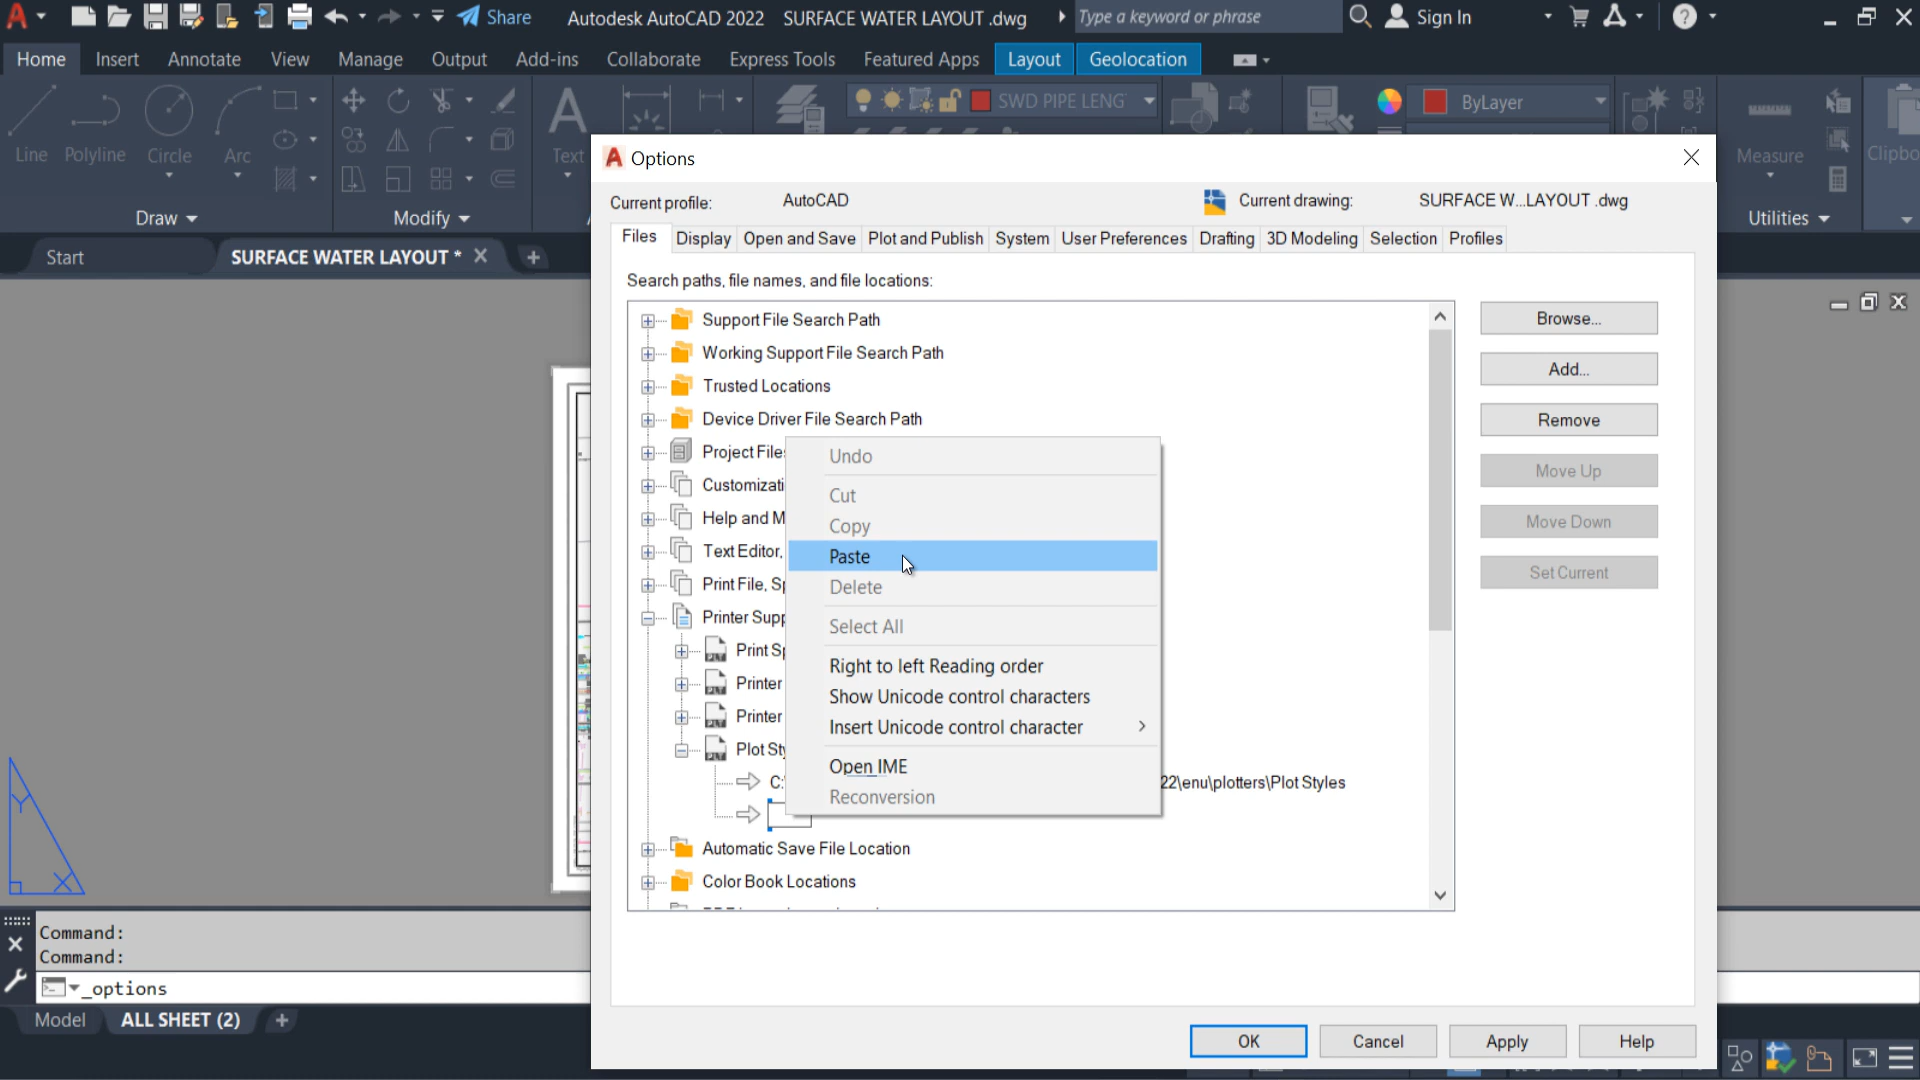 Share
Autodesk AutoCAD 2022 SURFACE WATER LAYOUT .dwg
Type a keyword or phrase
Sign In
Home Insert Annotate View Manage Output Add-ins Collaborate Express Tools Featured Apps Layout Geolocation
SWD PIPE LENG
ByLayer
Line Polyline Circle Arc
Text
Measure
Clipbo
Draw
Modify
Utilities
Start
SURFACE WATER LAYOUT *
Options
Current profile: AutoCAD
Current drawing: SURFACE W...LAYOUT .dwg
Files Display Open and Save Plot and Publish System User Preferences Drafting 3D Modeling Selection Profiles
Search paths, file names, and file locations:
Support File Search Path
Working Support File Search Path
Trusted Locations
Device Driver File Search Path
Project File
Customizati
Help and M
Text Editor,
Print File, Sp
Printer Supp
Print Sp
Printer
Printer
Plot Sty
C:
22\enu\plotters\Plot Styles
Automatic Save File Location
Color Book Locations
Undo
Cut
Copy
Paste
Delete
Select All
Right to left Reading order
Show Unicode control characters
Insert Unicode control character
Open IME
Reconversion
Browse...
Add...
Remove
Move Up
Move Down
Set Current
OK
Cancel
Apply
Help
Y
X
Command:
Command:
_options
Model
ALL SHEET (2)